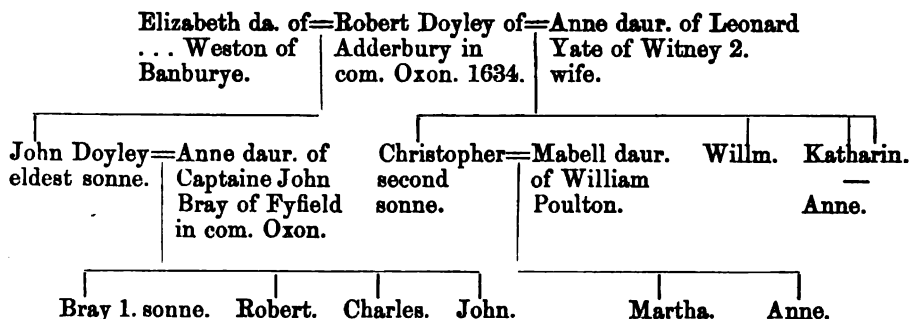 Elizabeth da. of=Robert Doyley of=Anne daur. of Leonard
... Weston of Adderbury in Yate of Witney 2.
Banburye. com. Oxon. 1634. wife.
John Doyley=Anne daur. of Christopher=Mabell daur. Willm. Katharin.
eldest sonne. Captaine John second of William —
Bray of Fyfield sonne. Poulton. Anne.
in com. Oxon.
Bray 1. sonne. Robert. Charles. John. Martha. Anne.